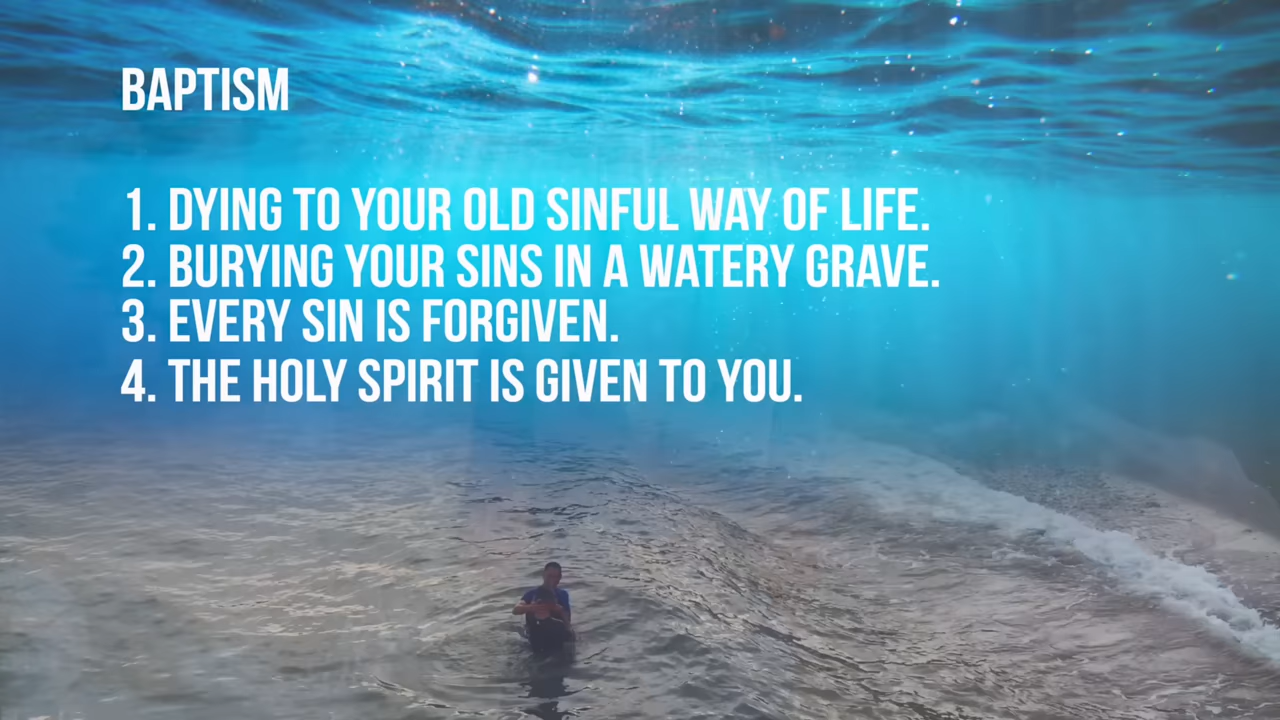 BAPTISM
1. DYING TO YOUR OLD SINFUL WAY OF LIFE.
2. BURYING YOUR SINS IN A WATERY GRAVE.
3. EVERY SIN IS FORGIVEN.
4. THE HOLY SPIRIT IS GIVEN TO YOU.